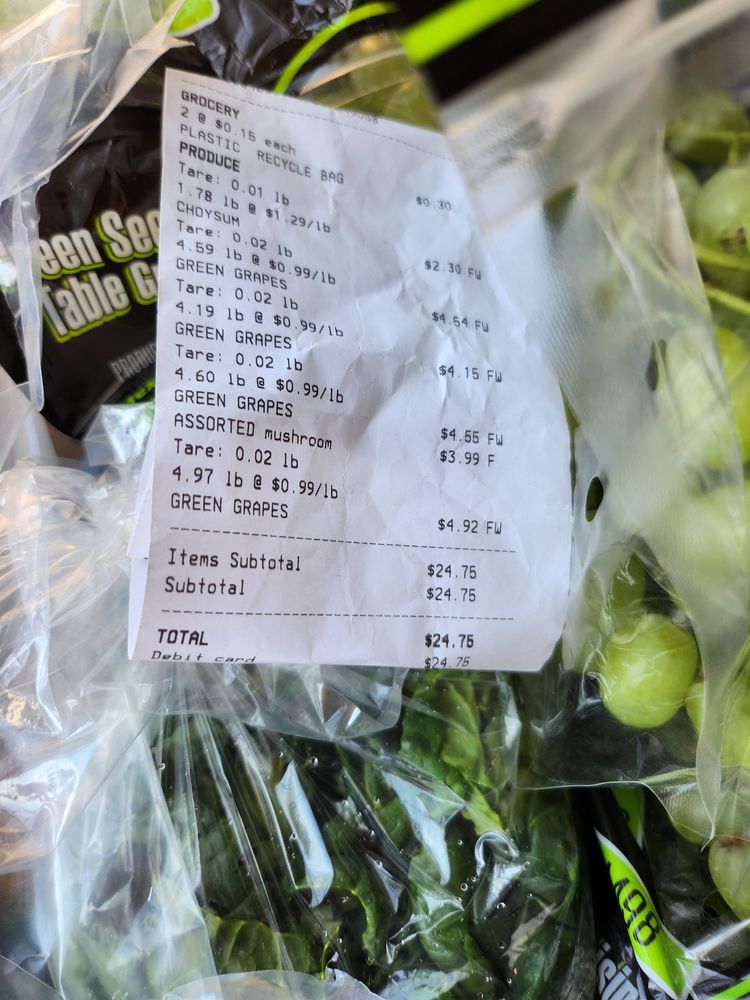 GROCERY
2 @ $0.15 each
PLASTIC RECYCLE BAG $0.30
PRODUCE
Tare: 0.01 lb
1.78 lb @ $1.29/lb
CHOYSUM $2.30 FW
Tare: 0.02 lb
4.59 lb @ $0.99/lb
GREEN GRAPES $4.54 FW
Tare: 0.02 lb
4.19 lb @ $0.99/lb
GREEN GRAPES $4.15 FW
Tare: 0.02 lb
4.60 lb @ $0.99/lb
GREEN GRAPES $4.55 FW
ASSORTED mushroom $3.99 F
Tare: 0.02 lb
4.97 lb @ $0.99/lb
GREEN GRAPES $4.92 FW
Items Subtotal $24.75
Subtotal $24.75
TOTAL $24.75
Debit card $24.75
Table